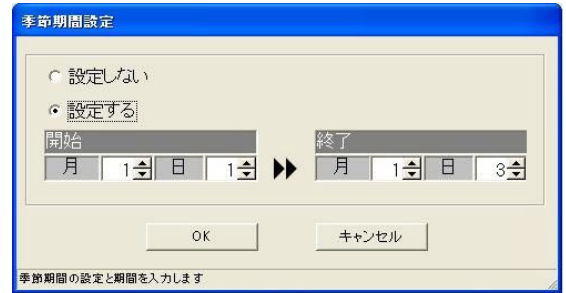 季節期間設定
設定しない
設定する
開始 終了
月 1 日 1 月 1 日 3
OK キャンセル
季節期間の設定と期間を入力します